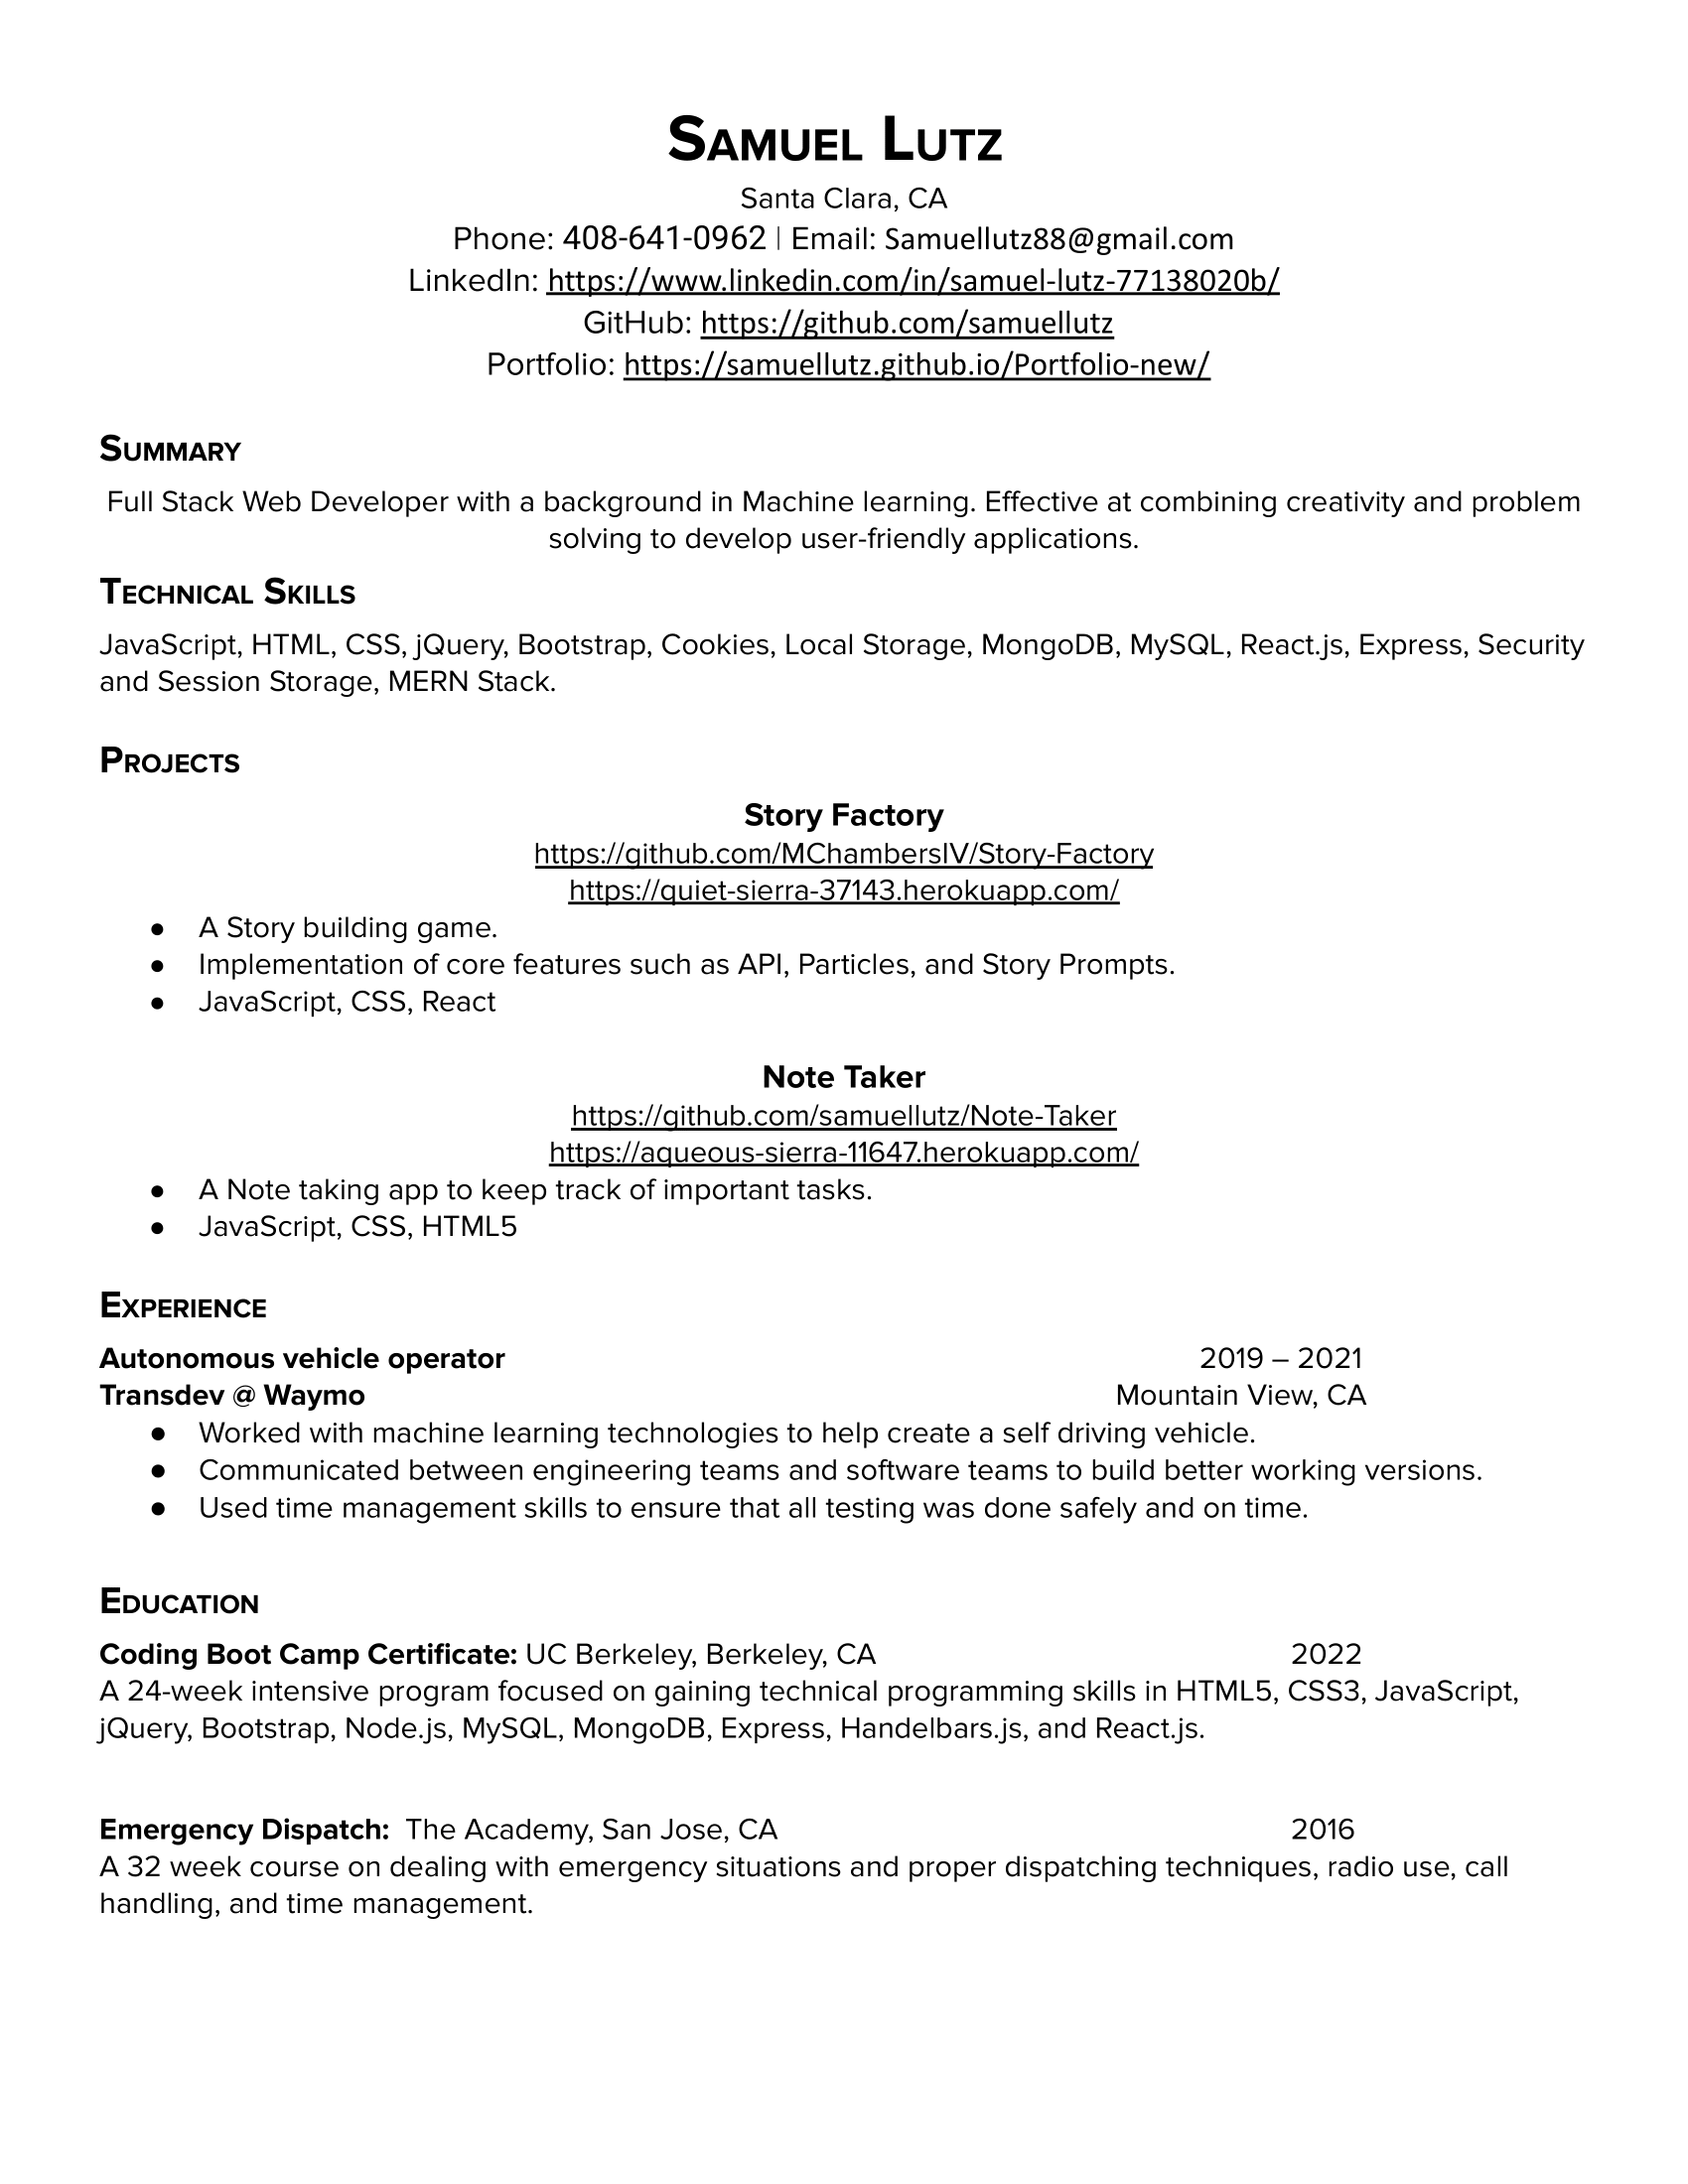 Samuel Lutz
Santa Clara, CA
Phone: 408-641-0962 | Email: Samuellutz88@gmail.com
LinkedIn: https://www.linkedin.com/in/samuel-lutz-77138020b/
GitHub: https://github.com/samuellutz
Portfolio: https://samuellutz.github.io/Portfolio-new/
Summary
Full Stack Web Developer with a background in Machine learning. Effective at combining creativity and problem
solving to develop user-friendly applications.
Technical Skills
JavaScript, HTML, CSS, jQuery, Bootstrap, Cookies, Local Storage, MongoDB, MySQL, React.js, Express, Security
and Session Storage, MERN Stack.
Projects
Story Factory
https://github.com/MChambersIV/Story-Factory
https://quiet-sierra-37143.herokuapp.com/
● A Story building game.
● Implementation of core features such as API, Particles, and Story Prompts.
● JavaScript, CSS, React
Note Taker
https://github.com/samuellutz/Note-Taker
https://aqueous-sierra-11647.herokuapp.com/
● A Note taking app to keep track of important tasks.
● JavaScript, CSS, HTML5
Experience
Autonomous vehicle operator 2019 – 2021
Transdev @ Waymo Mountain View, CA
● Worked with machine learning technologies to help create a self driving vehicle.
● Communicated between engineering teams and software teams to build better working versions.
● Used time management skills to ensure that all testing was done safely and on time.
Education
Coding Boot Camp Certificate: UC Berkeley, Berkeley, CA 2022
A 24-week intensive program focused on gaining technical programming skills in HTML5, CSS3, JavaScript,
jQuery, Bootstrap, Node.js, MySQL, MongoDB, Express, Handelbars.js, and React.js.
Emergency Dispatch: The Academy, San Jose, CA 2016
A 32 week course on dealing with emergency situations and proper dispatching techniques, radio use, call
handling, and time management.